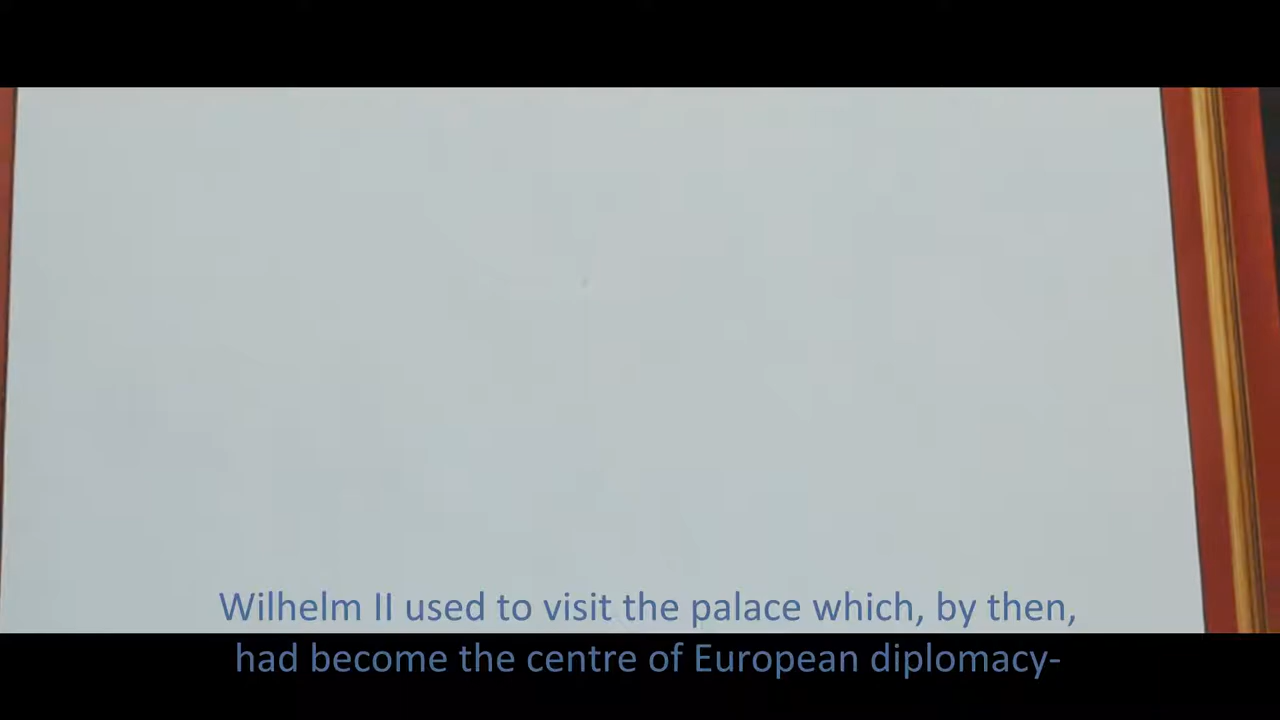 Wilhelm II used to visit the palace which, by then,
had become the centre of European diplomacy-